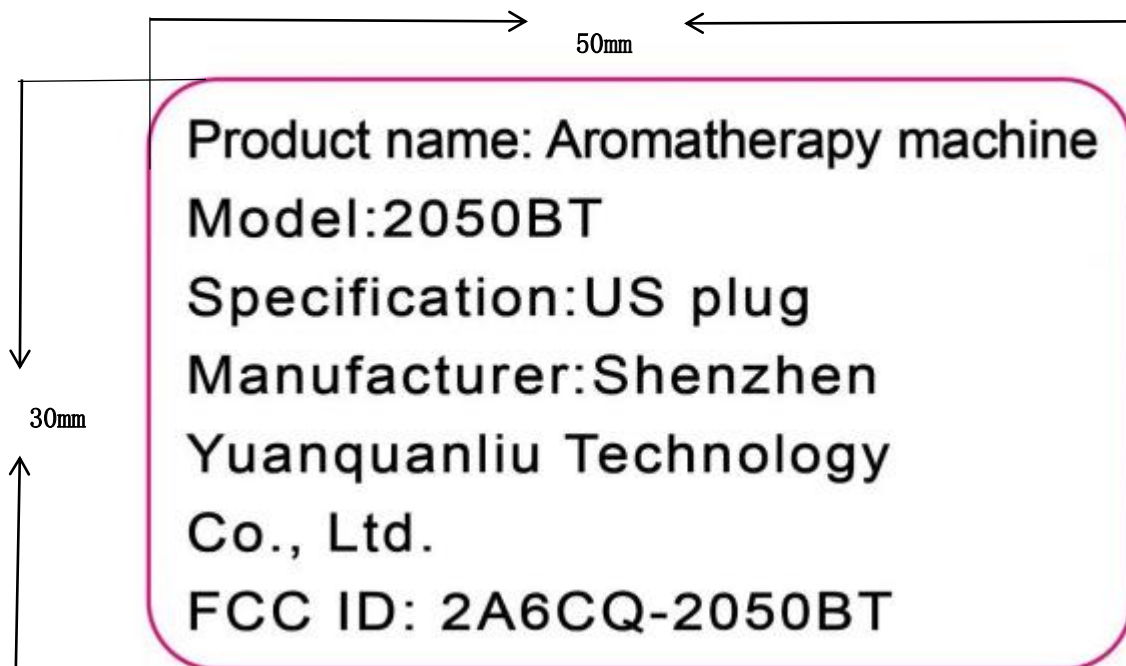 50mm
Product name: Aromatherapy machine
Model:2050BT
Specification:US plug
Manufacturer:Shenzhen
30mm
Yuanquanliu Technology
Co., Ltd.
FCC ID: 2A6CQ-2050BT